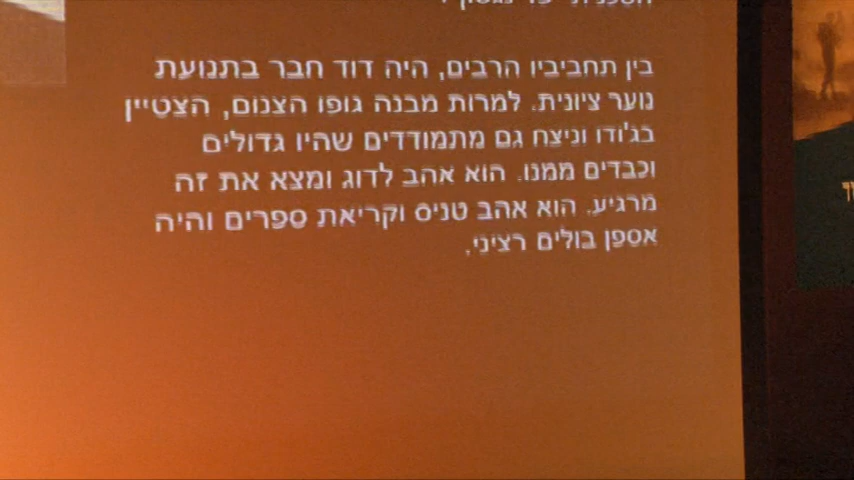 בין תחביביו הרבים, היה דוד חבר בתנועת
נוער ציונית. למרות מבנה גופו הצנום, הצטיין
בג'ודו וניצח גם מתמודדים שהיו גדולים
וכבדים ממנו. הוא אהב לדוג ומצא את זה
מרגיע. הוא אהב טניס וקריאת ספרים והיה
אספן בולים רציני.